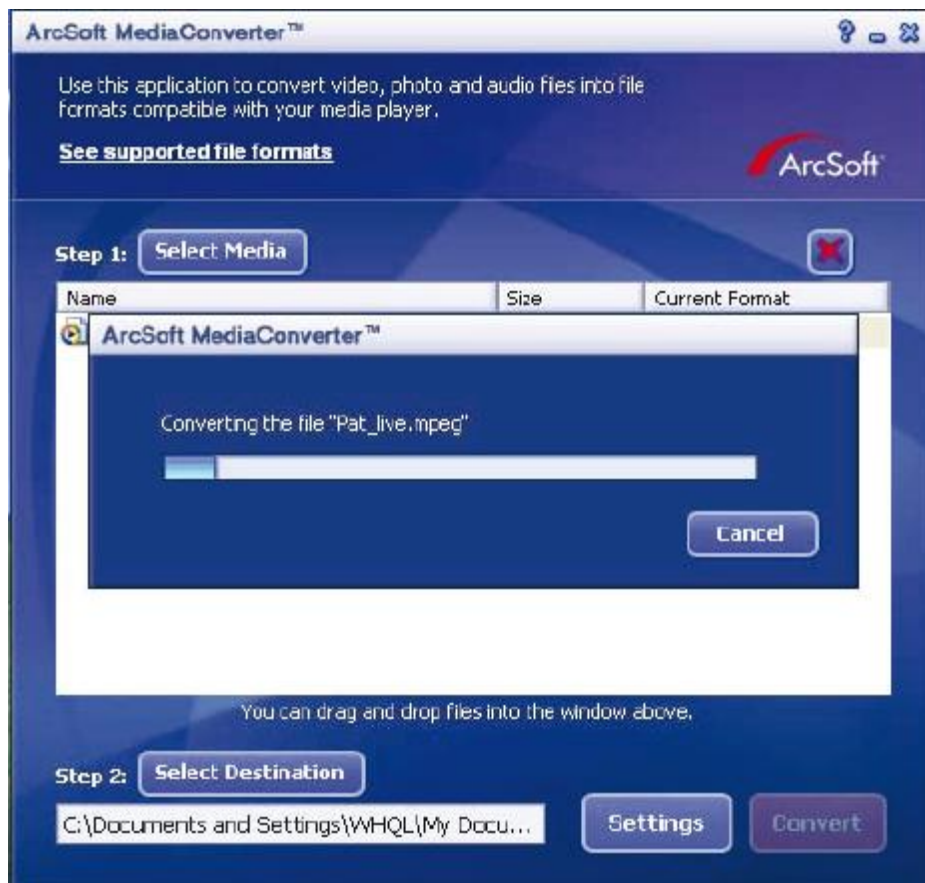 ArcSoft MediaConverter™
Use this application to convert video, photo and audio files into file
formats compatible with your media player.
See supported file formats
ArcSoft
Step 1: Select Media
Name Size Current Format
ArcSoft MediaConverter™
Converting the file "Pat_live.mpeg"
Cancel
You can drag and drop files into the window above.
Step 2: Select Destination
C:\Documents and Settings\WHQL\My Docu...
Settings Convert